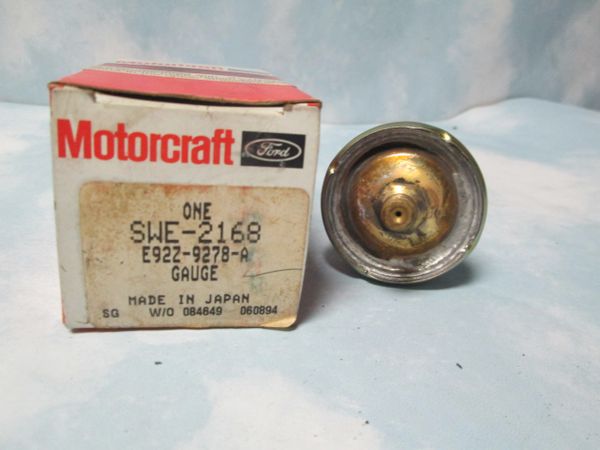 Motorcraft Ford
ONE
SWE-2168
E92Z-9278-A
GAUGE
MADE IN JAPAN
SG W/O 084649 060894